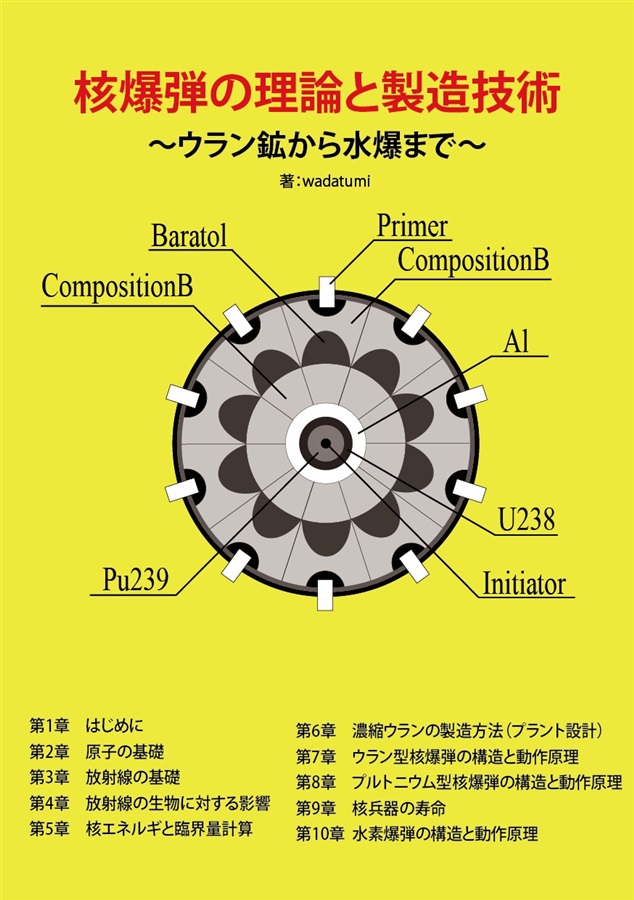 核爆弾の理論と製造技術
～ウラン鉱から水爆まで～
著：wadatumi
Baratol
Primer
CompositionB
CompositionB
Al
U238
Pu239
Initiator
第1章 はじめに
第2章 原子の基礎
第3章 放射線の基礎
第4章 放射線の生物に対する影響
第5章 核エネルギと臨界量計算
第6章 濃縮ウランの製造方法（プラント設計）
第7章 ウラン型核爆弾の構造と動作原理
第8章 プルトニウム型核爆弾の構造と動作原理
第9章 核兵器の寿命
第10章 水素爆弾の構造と動作原理